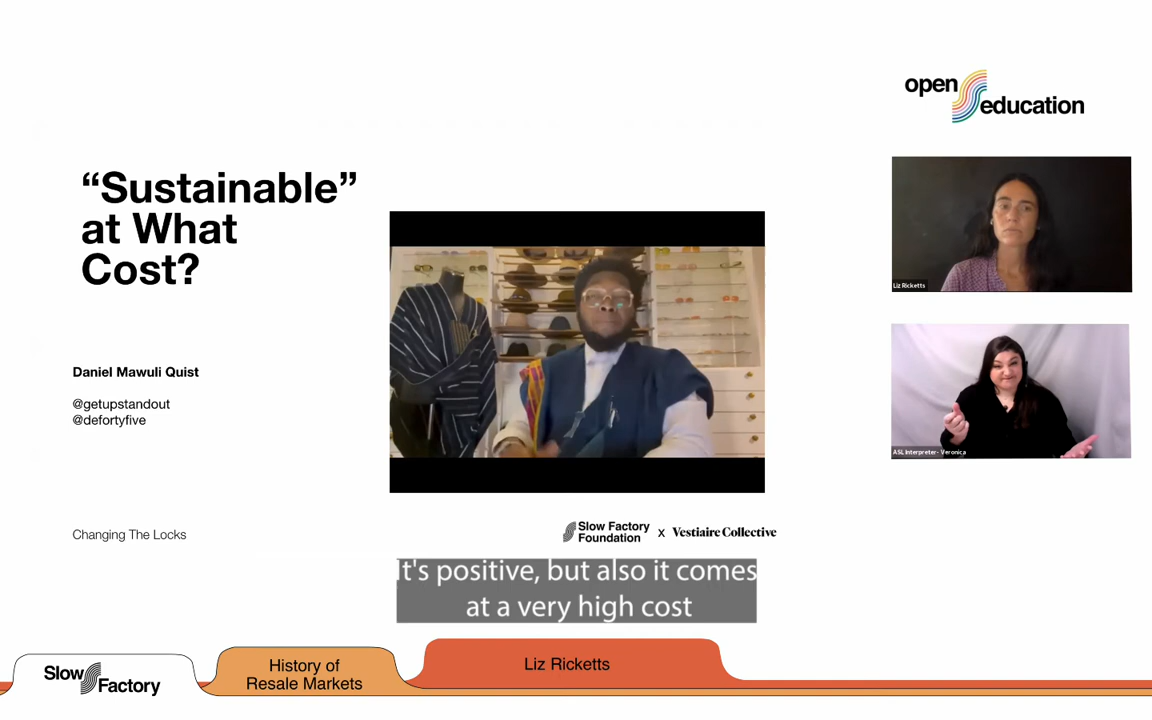 open
education
“Sustainable”
at What
Cost?
Liz Ricketts
Daniel Mawuli Quist
@getupstandout
@defortyfive
ASL Interpreter- Veronica
Changing The Locks
Slow Factory
Foundation
x
Vestiaire Collective
It's positive, but also it comes
at a very high cost
Slow
Factory
History of
Resale Markets
Liz Ricketts